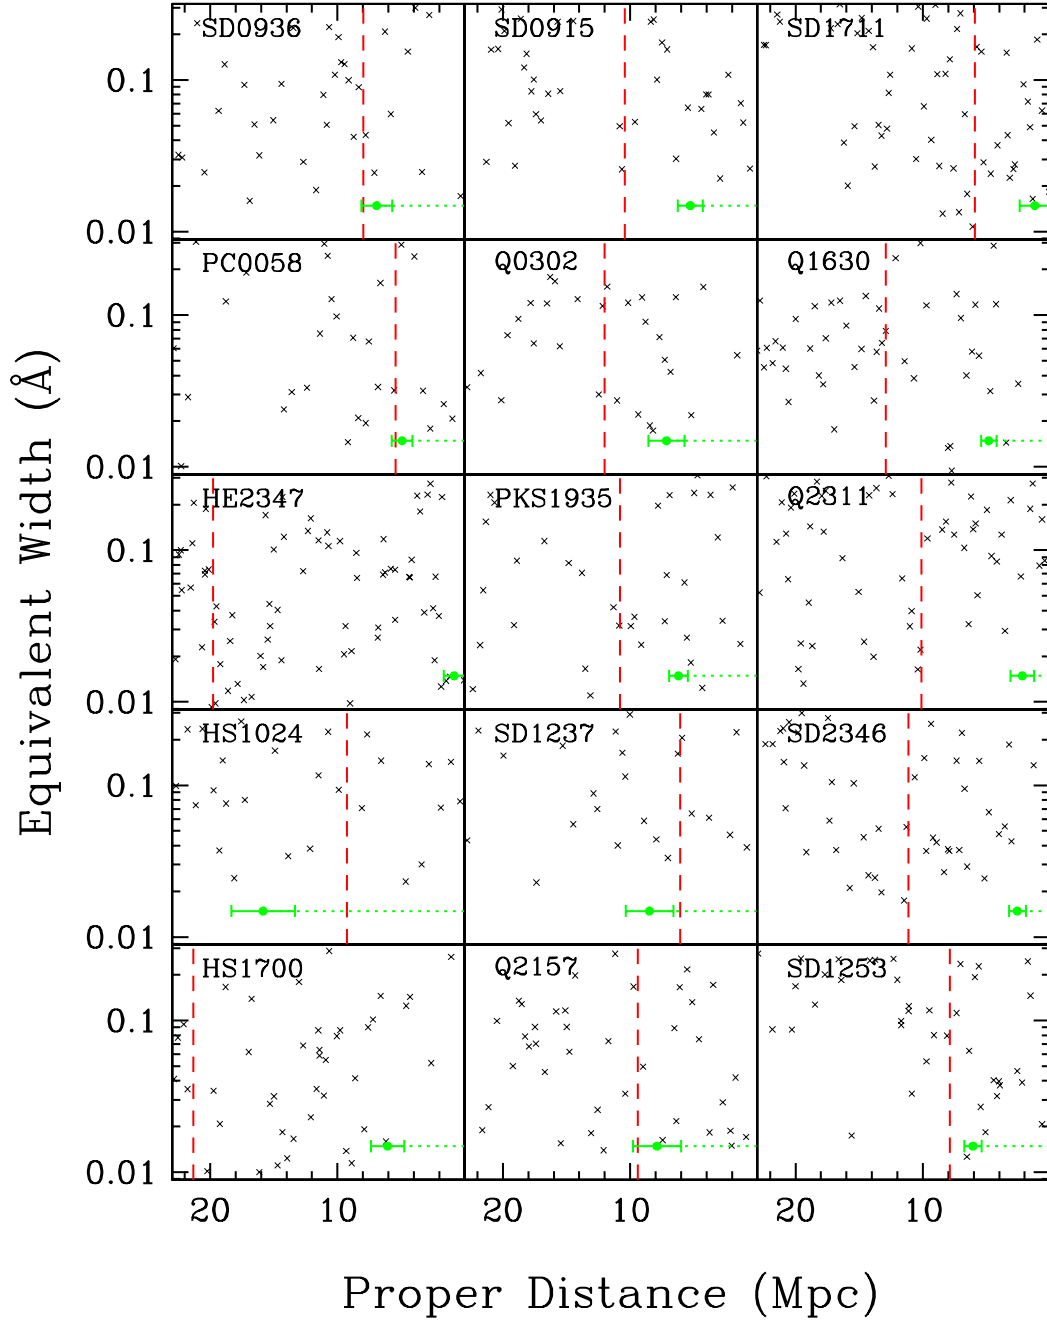 SD0936 SD0915 SD1711
0.1
0.01
PC0058 Q0302 Q1630
0.1
0.01
HE2347 PKS1935 Q2311
0.1
0.01
HS1024 SD1237 SD2346
0.1
0.01
HS1700 Q2157 SD1253
0.1
0.01
20 10 20 10 20 10
Equivalent Width (Å)
Proper Distance (Mpc)